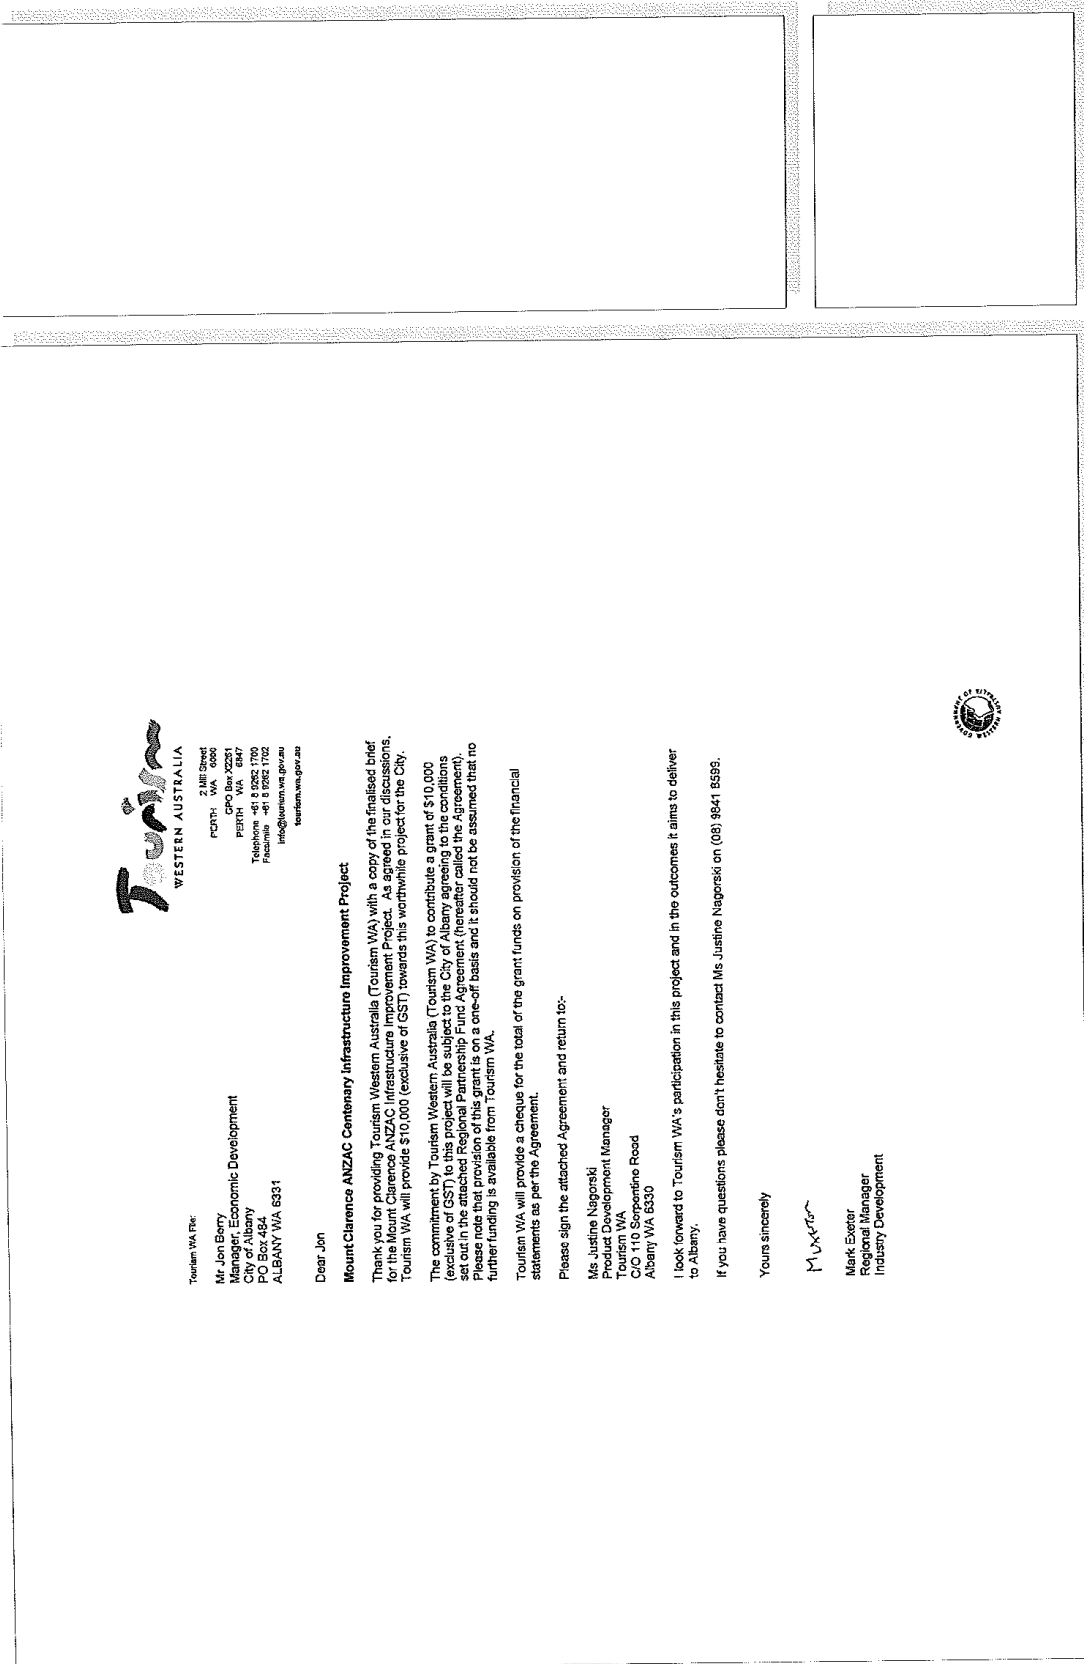 Tourism
WESTERN AUSTRALIA
2 Mill Street
PERTH WA 6000
GPO Box X2261
PERTH WA 6847
Telephone +61 8 9262 1700
Facsimile +61 8 9262 1702
info@tourism.wa.gov.au
tourism.wa.gov.au
Tourism WA File:
Mr Jon Berry
Manager, Economic Development
City of Albany
PO Box 484
ALBANY WA 6331
Dear Jon
Mount Clarence ANZAC Centenary Infrastructure Improvement Project
Thank you for providing Tourism Western Australia (Tourism WA) with a copy of the finalised brief
for the Mount Clarence ANZAC Infrastructure Improvement Project. As agreed in our discussions,
Tourism WA will provide $10,000 (exclusive of GST) towards this worthwhile project for the City.
The commitment by Tourism Western Australia (Tourism WA) to contribute a grant of $10,000
(exclusive of GST) to this project will be subject to the City of Albany agreeing to the conditions
set out in the attached Regional Partnership Fund Agreement (hereafter called the Agreement).
Please note that provision of this grant is on a one-off basis and it should not be assumed that no
further funding is available from Tourism WA.
Tourism WA will provide a cheque for the total of the grant funds on provision of the financial
statements as per the Agreement.
Please sign the attached Agreement and return to:-
Ms Justine Nagorski
Product Development Manager
Tourism WA
C/O 110 Serpentine Road
Albany WA 6330
I look forward to Tourism WA's participation in this project and in the outcomes it aims to deliver
to Albany.
If you have questions please don't hesitate to contact Ms Justine Nagorski on (08) 9841 8599.
Yours sincerely
Mark Exeter
Regional Manager
Industry Development
GOVERNMENT OF WESTERN AUSTRALIA